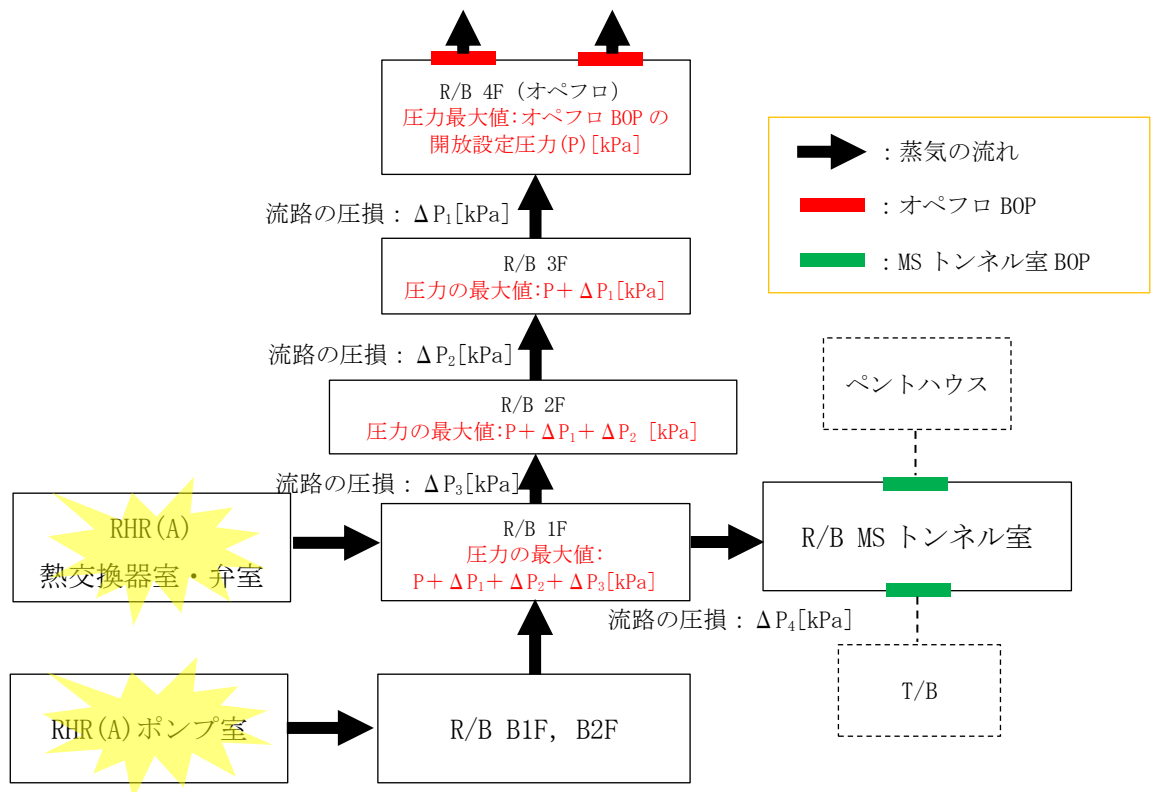 R/B 4F (オペフロ)
圧力最大値:オペフロ BOP の
開放設定圧力(P)[kPa]
：蒸気の流れ
：オペフロ BOP
：MS トンネル室 BOP
流路の圧損：ΔP₁[kPa]
R/B 3F
圧力の最大値:P＋ΔP₁[kPa]
流路の圧損：ΔP₂[kPa]
ペントハウス
R/B 2F
圧力の最大値:P＋ΔP₁＋ΔP₂ [kPa]
流路の圧損：ΔP₃[kPa]
RHR(A)
熱交換器室・弁室
R/B 1F
圧力の最大値:
P＋ΔP₁＋ΔP₂＋ΔP₃[kPa]
R/B MS トンネル室
流路の圧損：ΔP₄[kPa]
RHR(A)ポンプ室
R/B B1F, B2F
T/B